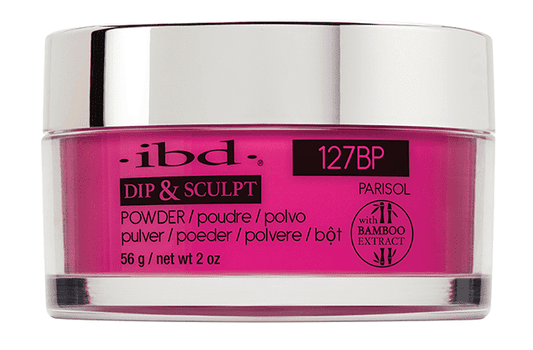 ·ibd·®
DIP & SCULPT
POWDER / poudre / polvo
pulver / poeder / polvere / bột
56 g / net wt 2 oz
127BP
PARISOL
with
BAMBOO
EXTRACT